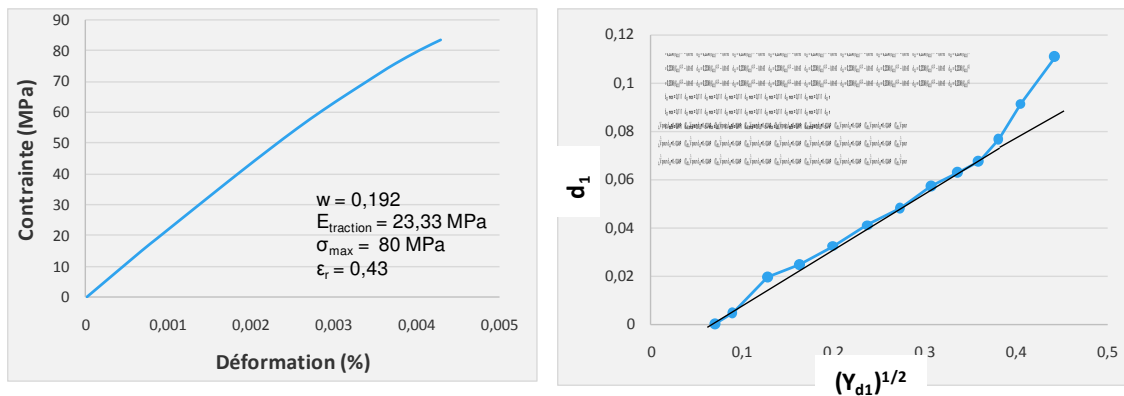 90
80
70
60
50
40
30
20
10
0
Contrainte (MPa)
w = 0,192
Etraction = 23,33 MPa
σmax = 80 MPa
εr = 0,43
0 0,001 0,002 0,003 0,004 0,005
Déformation (%)
0,12
0,1
0,08
0,06
0,04
0,02
0
d1
0 0,1 0,2 0,3 0,4 0,5
(Yd1)1/2